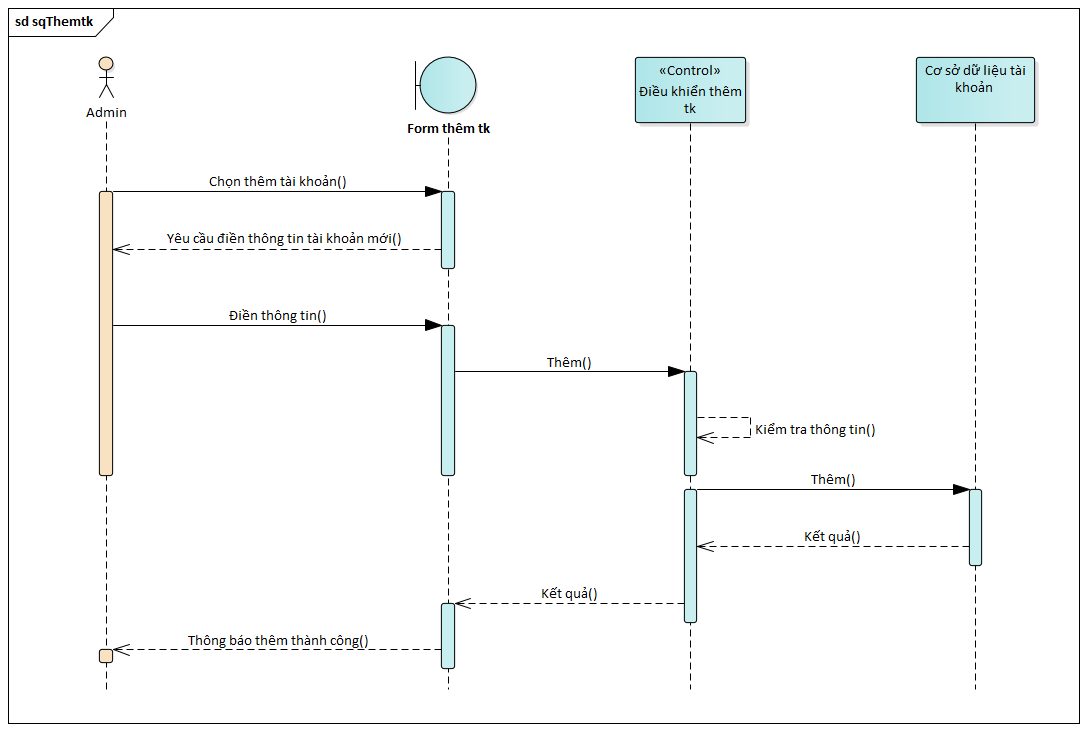 sd sqThemtk
Admin
Form thêm tk
«Control»
Điều khiển thêm
tk
Cơ sở dữ liệu tài
khoản
Chọn thêm tài khoản()
Yêu cầu điền thông tin tài khoản mới()
Điền thông tin()
Thêm()
Kiểm tra thông tin()
Thêm()
Kết quả()
Kết quả()
Thông báo thêm thành công()